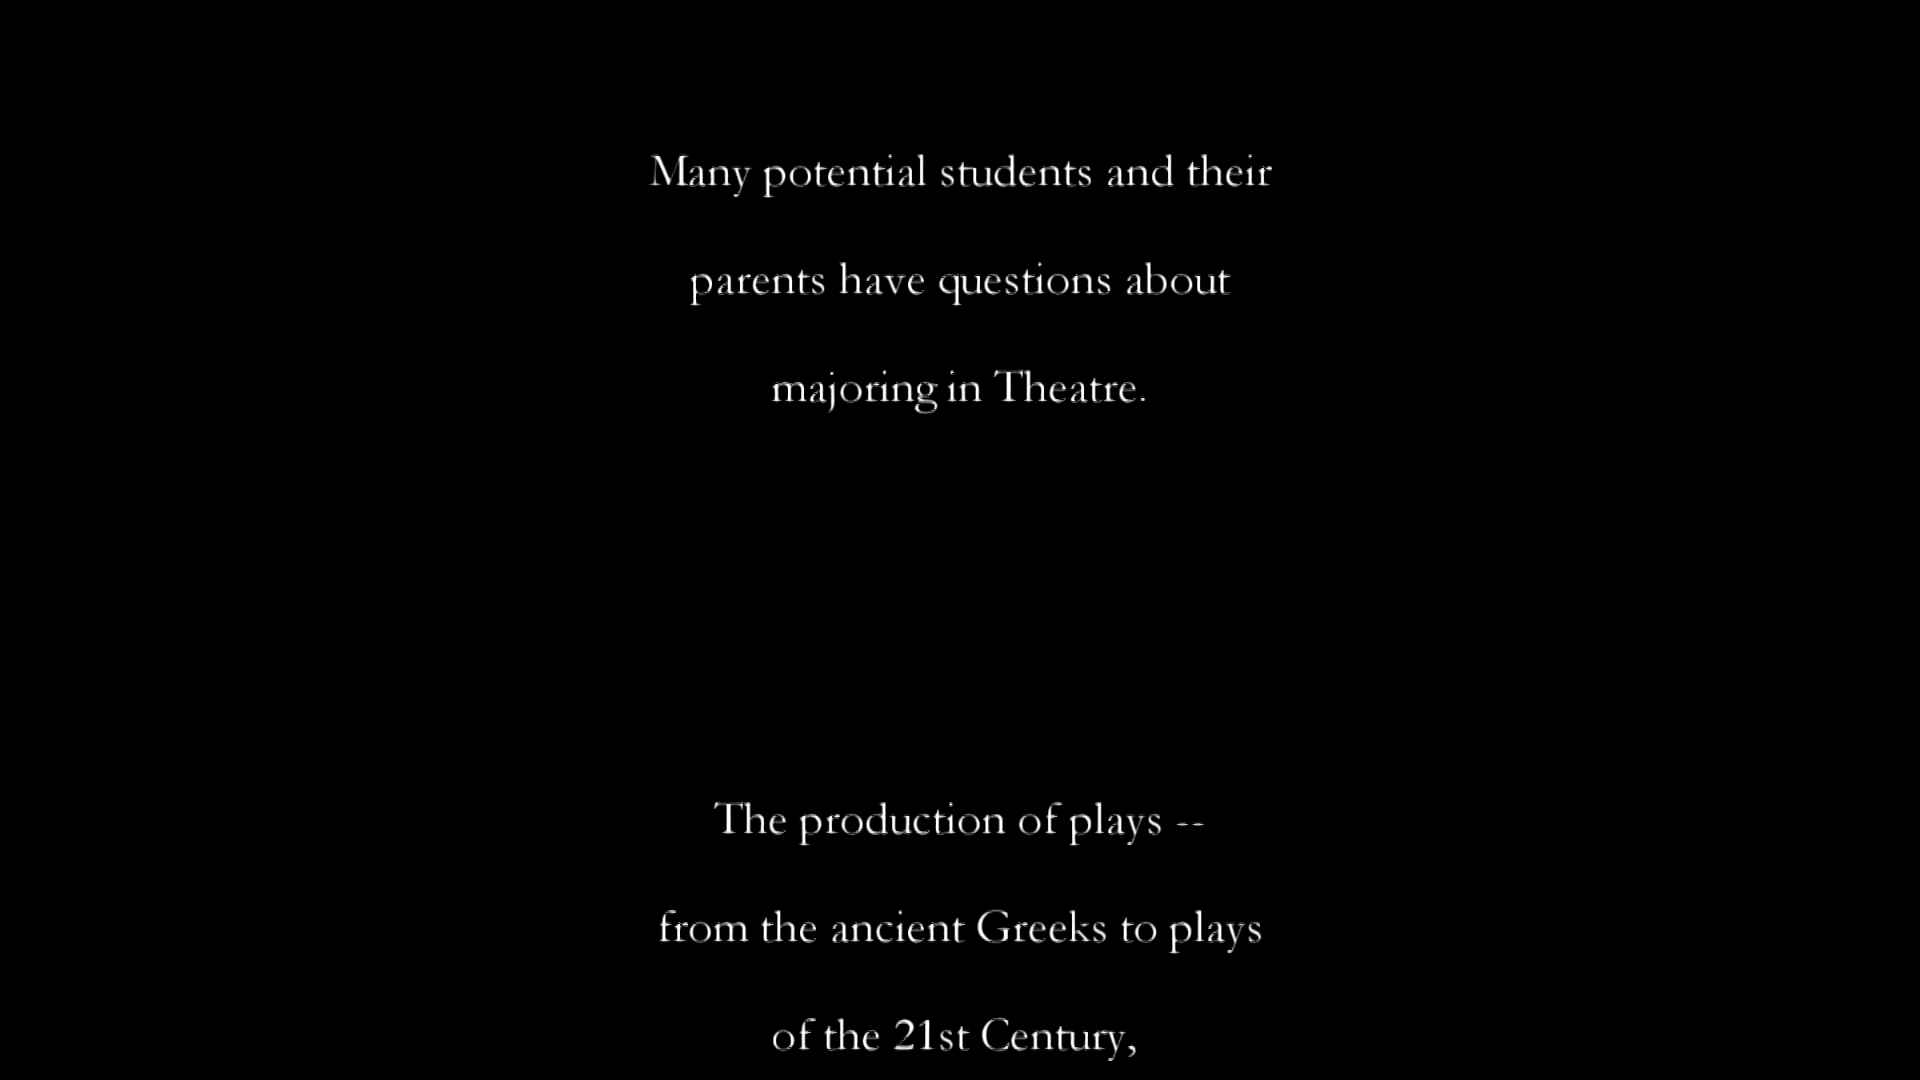 Many potential students and their
parents have questions about
majoring in Theatre.
The production of plays --
from the ancient Greeks to plays
of the 21st Century,